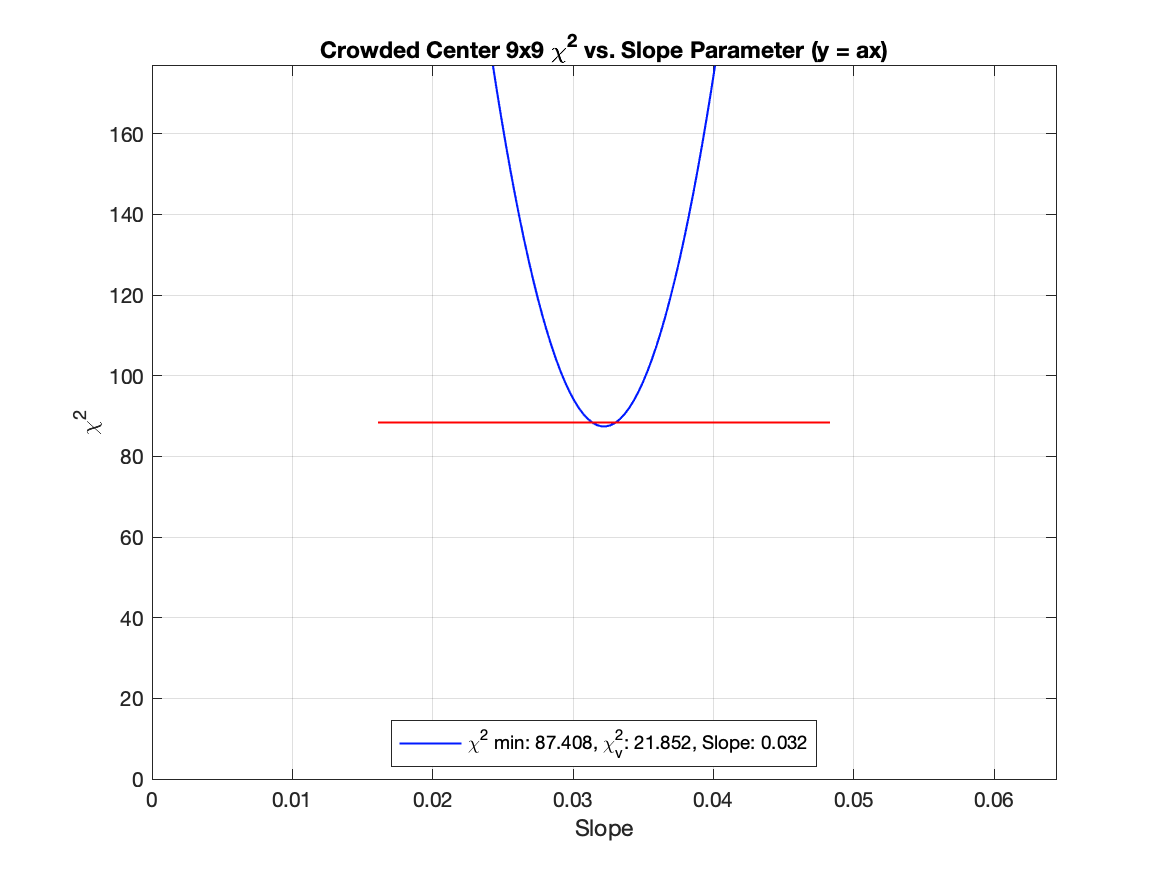 Crowded Center 9x9 χ² vs. Slope Parameter (y = ax)
χ²
160
140
120
100
80
60
40
20
0
χ² min: 87.408, χ²ᵥ: 21.852, Slope: 0.032
0 0.01 0.02 0.03 0.04 0.05 0.06
Slope